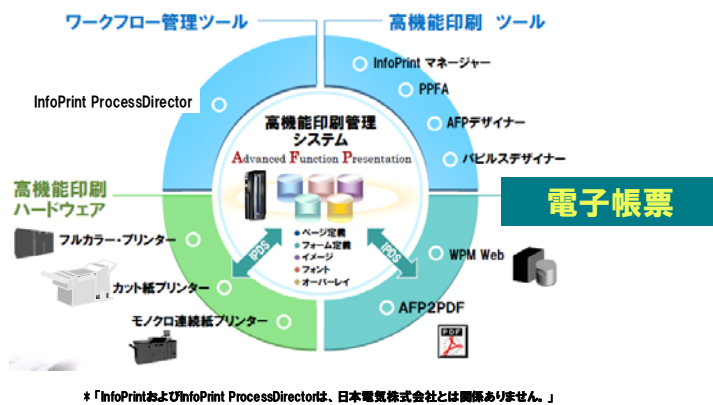 ワークフロー管理ツール
高機能印刷 ツール
InfoPrint マネージャー
PPFA
AFPデザイナー
パピルスデザイナー
InfoPrint ProcessDirector
高機能印刷管理
システム
Advanced Function Presentation
高機能印刷
ハードウェア
電子帳票
フルカラー・プリンター
カット紙プリンター
モノクロ連続紙プリンター
IPDS
IPDS
・ページ定義
・フォーム定義
・イメージ
・フォント
・オーバーレイ
WPM Web
AFP2PDF
PDF
*「InfoPrintおよびInfoPrint ProcessDirectorは、日本電気株式会社とは関係ありません。」